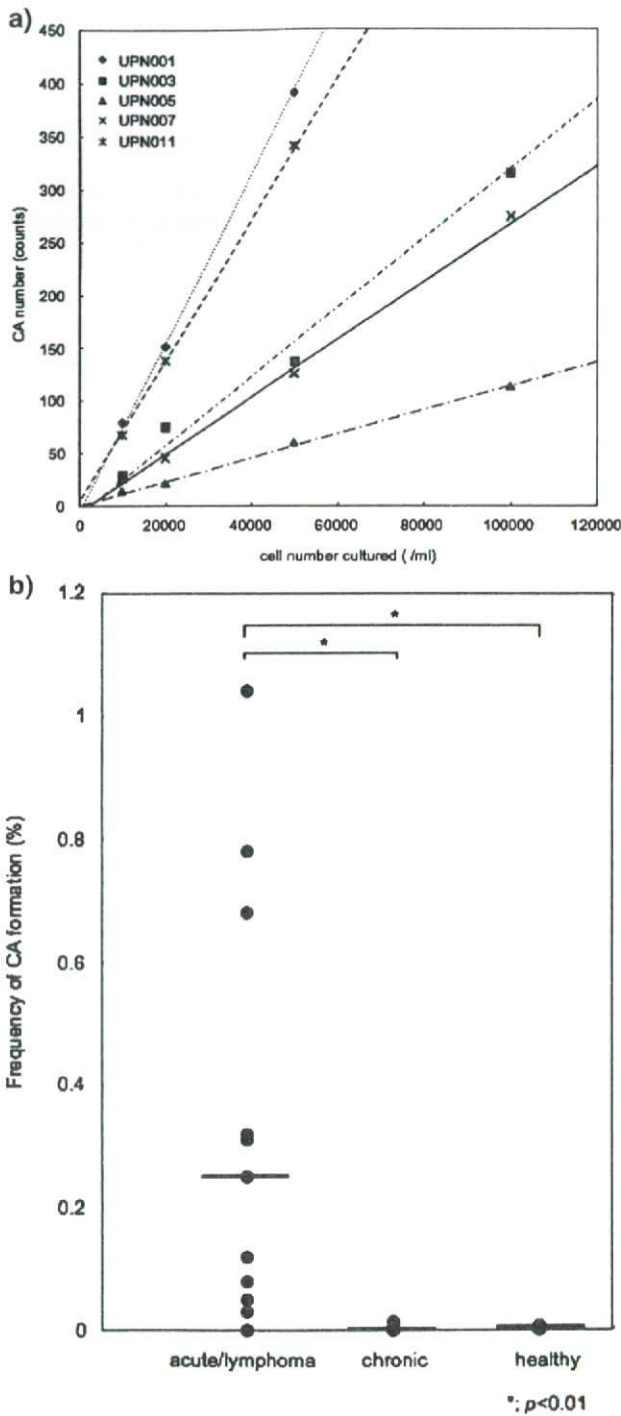 a)
450
400
350
300
250
200
150
100
50
0
CA number (counts)
UPN001
UPN003
UPN005
UPN007
UPN011
0 20000 40000 60000 80000 100000 120000
cell number cultured ( /ml)
b)
1.2
1
0.8
0.6
0.4
0.2
0
Frequency of CA formation (%)
*
*
acute/lymphoma chronic healthy
*; p<0.01